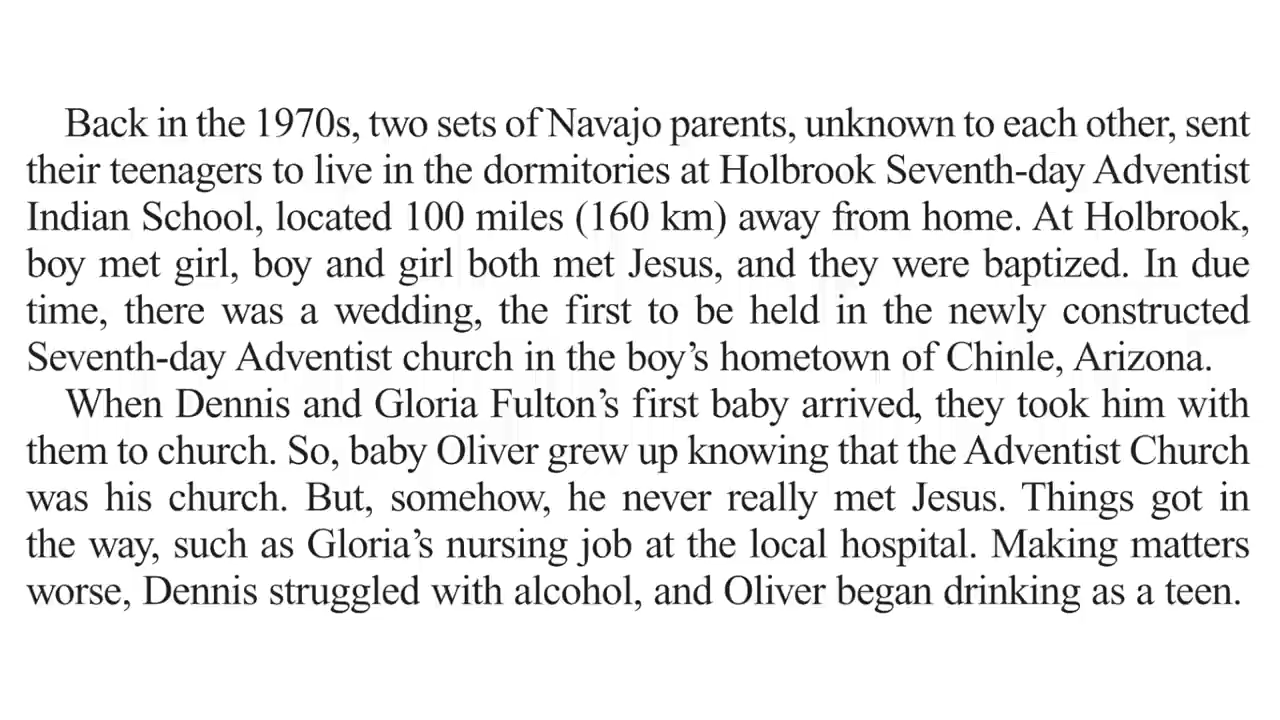 Back in the 1970s, two sets of Navajo parents, unknown to each other, sent
their teenagers to live in the dormitories at Holbrook Seventh-day Adventist
Indian School, located 100 miles (160 km) away from home. At Holbrook,
boy met girl, boy and girl both met Jesus, and they were baptized. In due
time, there was a wedding, the first to be held in the newly constructed
Seventh-day Adventist church in the boy’s hometown of Chinle, Arizona.
When Dennis and Gloria Fulton’s first baby arrived, they took him with
them to church. So, baby Oliver grew up knowing that the Adventist Church
was his church. But, somehow, he never really met Jesus. Things got in
the way, such as Gloria’s nursing job at the local hospital. Making matters
worse, Dennis struggled with alcohol, and Oliver began drinking as a teen.